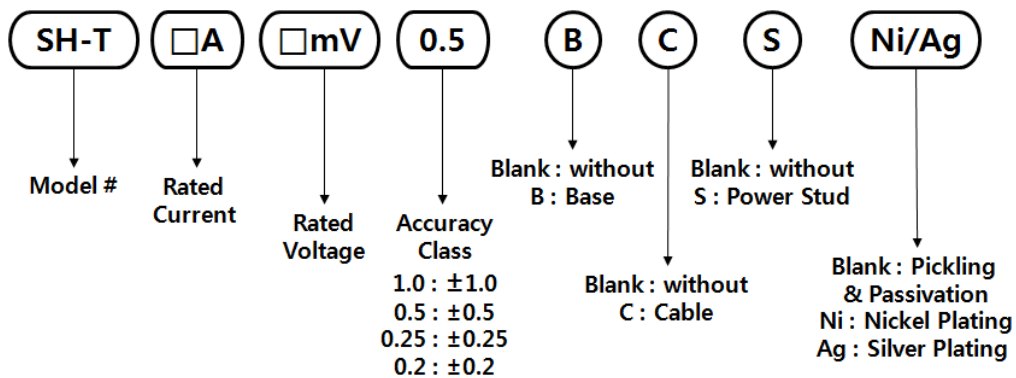 SH-T □A □mV 0.5 B C S Ni/Ag
Model #
Rated
Current
Rated
Voltage
Accuracy
Class
1.0 : ±1.0
0.5 : ±0.5
0.25 : ±0.25
0.2 : ±0.2
Blank : without
B : Base
Blank : without
C : Cable
Blank : without
S : Power Stud
Blank : Pickling
& Passivation
Ni : Nickel Plating
Ag : Silver Plating